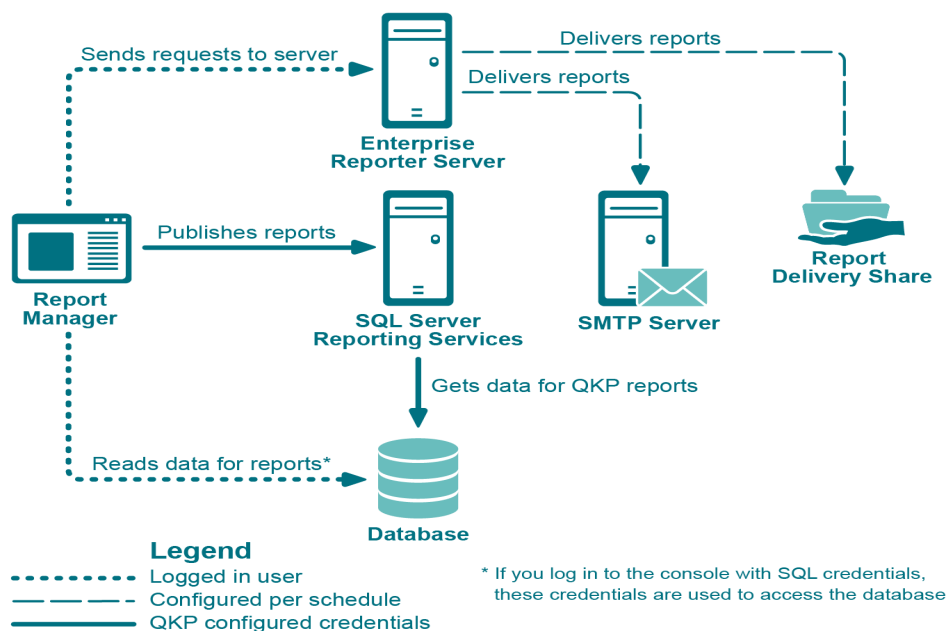 Sends requests to server
Delivers reports
Delivers reports
Enterprise
Reporter Server
Publishes reports
Report
Manager
SQL Server
Reporting Services
SMTP Server
Report
Delivery Share
Gets data for QKP reports
Reads data for reports*
Database
Legend
Logged in user
Configured per schedule
QKP configured credentials
* If you log in to the console with SQL credentials,
these credentials are used to access the database